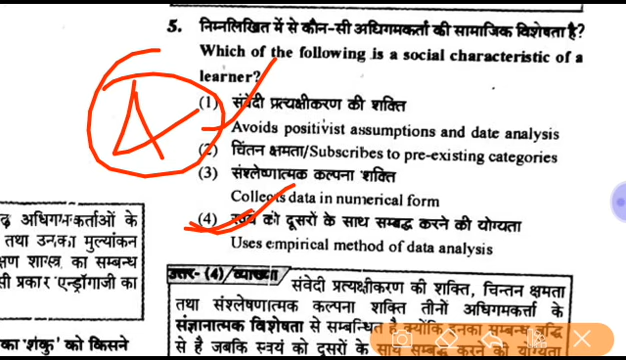 5. निम्नलिखित में से कौन-सी अधिगमकर्ता की सामाजिक विशेषता है?
Which of the following is a social characteristic of a
learner?
(1) संवेदी प्रत्यक्षीकरण की शक्ति
Avoids positivist assumptions and date analysis
(2) चिंतन क्षमता/Subscribes to pre-existing categories
(3) संश्लेष्णात्मक कल्पना शक्ति
Collects data in numerical form
(4) स्वयं को दूसरों के साथ सम्बद्ध करने की योग्यता
Uses empirical method of data analysis
उत्तर- (4)/व्याख्या/ संवेदी प्रत्यक्षीकरण की शक्ति, चिन्तन क्षमता
तथा संश्लेषणात्मक कल्पना शक्ति तीनों अधिगमकर्त्ता के
संज्ञानात्मक विशेषता से सम्बन्धित है क्योंकि इनका सम्बन्ध बुद्धि
से है जबकि स्वयं को दूसरों के साथ सम्बद्ध करने की योग्यता
अधिगमकर्ताओं के
तथा उनका मुल्यांकन
शास्त्र का सम्बन्ध
सी प्रकार 'एन्ड्रॉगाजी का
का 'शंकु' को किसने
A